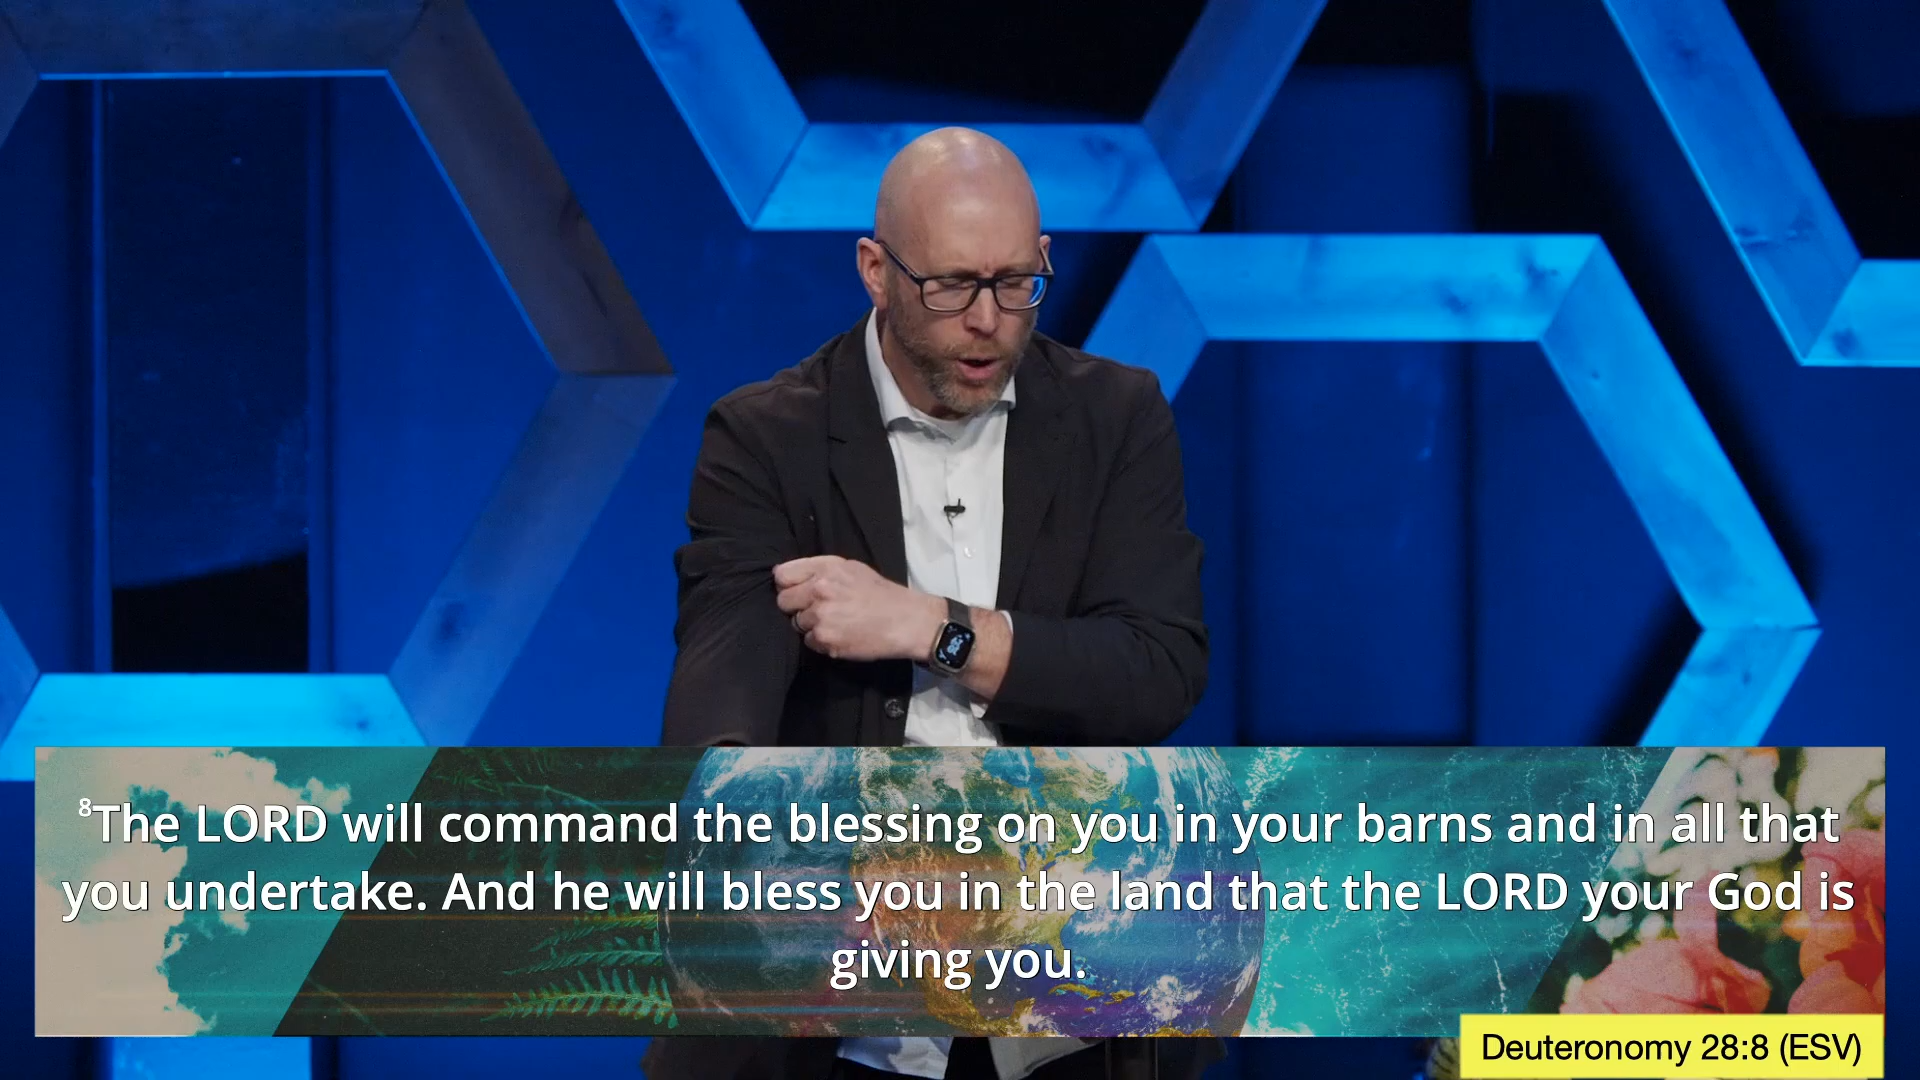 ⁸The LORD will command the blessing on you in your barns and in all that
you undertake. And he will bless you in the land that the LORD your God is
giving you.
Deuteronomy 28:8 (ESV)